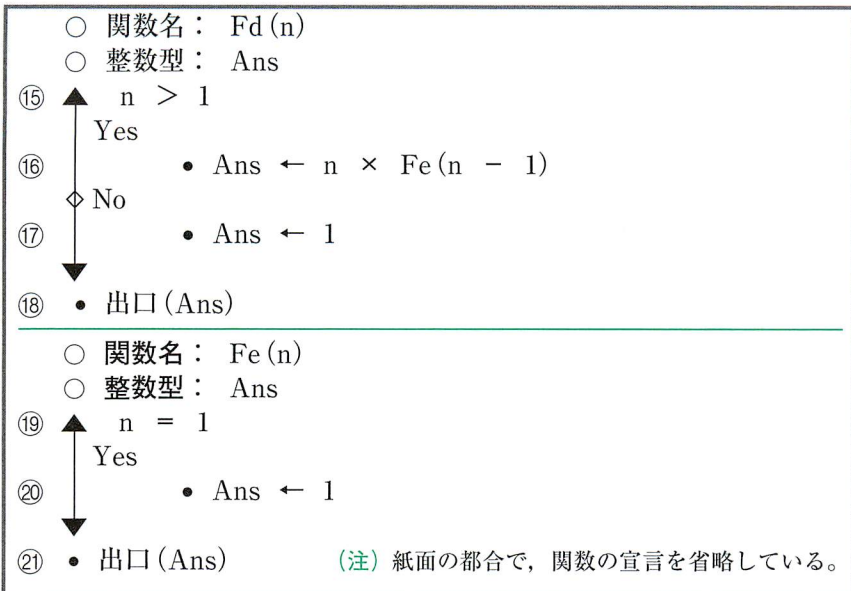 ○ 関数名： Fd(n)
○ 整数型： Ans
⑮ n > 1
Yes
⑯ • Ans ← n × Fe(n − 1)
No
⑰ • Ans ← 1
⑱ • 出口(Ans)
○ 関数名： Fe(n)
○ 整数型： Ans
⑲ n = 1
Yes
⑳ • Ans ← 1
㉑ • 出口(Ans) (注) 紙面の都合で，関数の宣言を省略している。